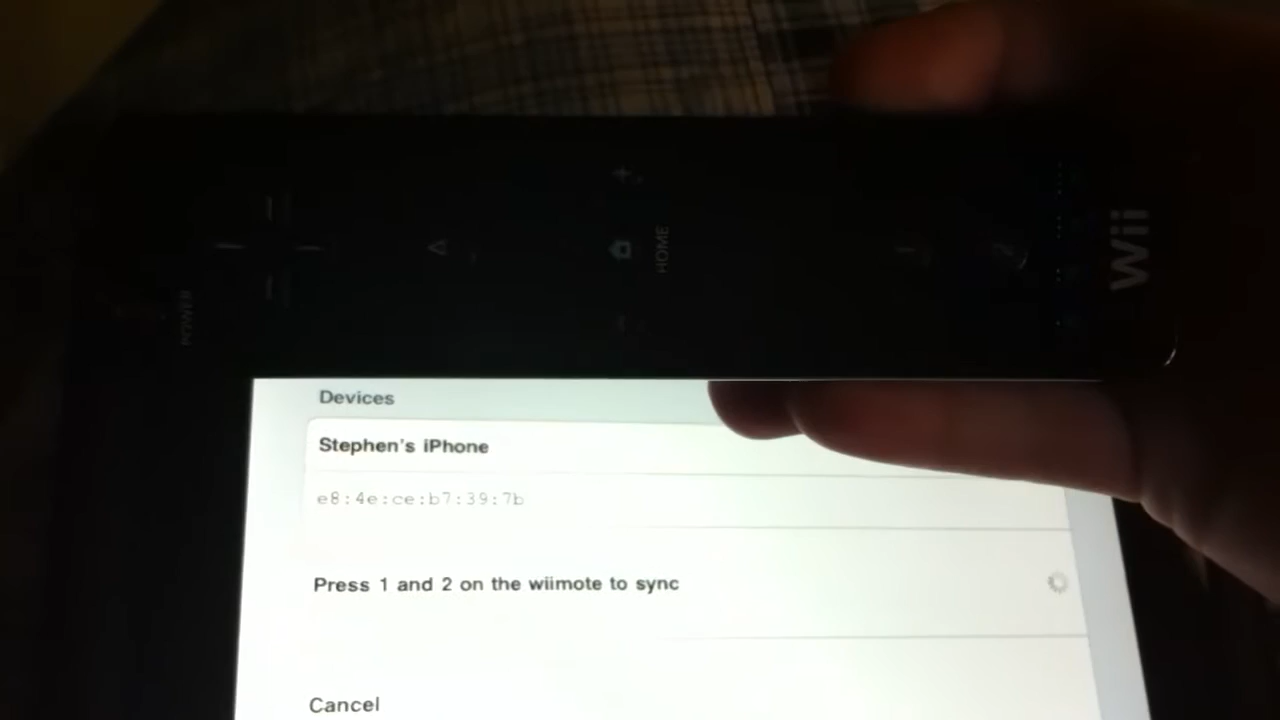 POWER
HOME
Wii
Devices
Stephen's iPhone
e8:4e:ce:b7:39:7b
Press 1 and 2 on the wiimote to sync
Cancel